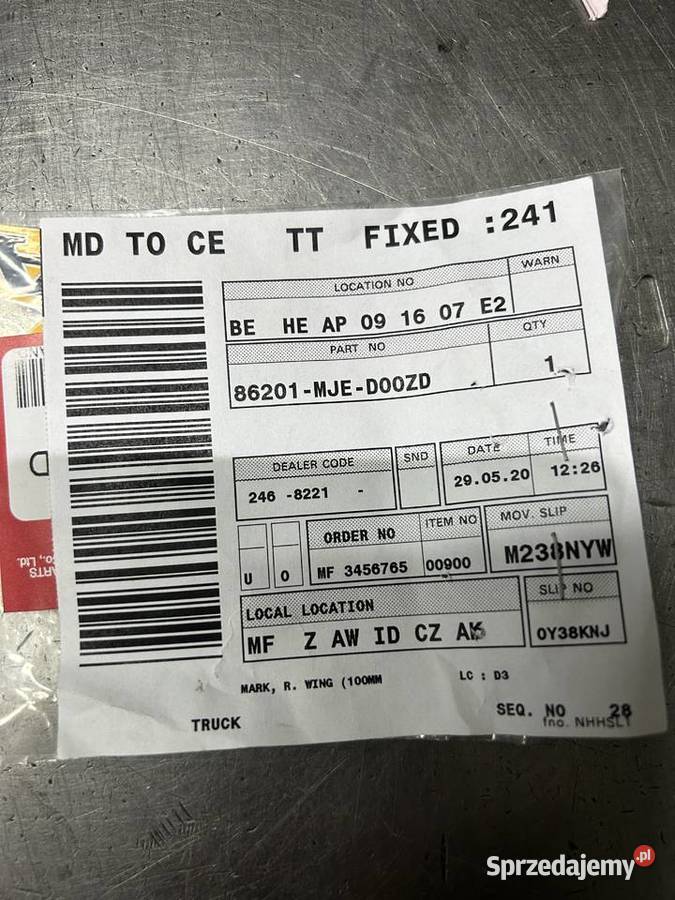 MD TO CE TT FIXED :241
LOCATION NO WARN
BE HE AP 09 16 07 E2
PART NO QTY
86201-MJE-D00ZD 1
DEALER CODE SND DATE TIME
246 -8221 - 29.05.20 12:26
ORDER NO ITEM NO MOV. SLIP
U O MF 3456765 00900 M238NYW
LOCAL LOCATION SLIP NO
MF Z AW ID CZ AK 0Y38KNJ
MARK, R. WING (100MM LC : D3
TRUCK SEQ. NO 28
fno. NHHSLT
ARTS
Co., Ltd.
D
Sprzedajemy.pl